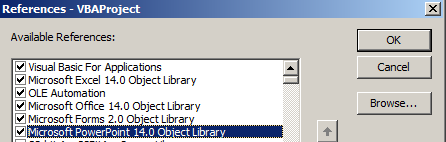 References - VBAProject
Available References:
OK
Visual Basic For Applications
Microsoft Excel 14.0 Object Library
Cancel
OLE Automation
Microsoft Office 14.0 Object Library
Microsoft Forms 2.0 Object Library
Browse...
Microsoft PowerPoint 14.0 Object Library